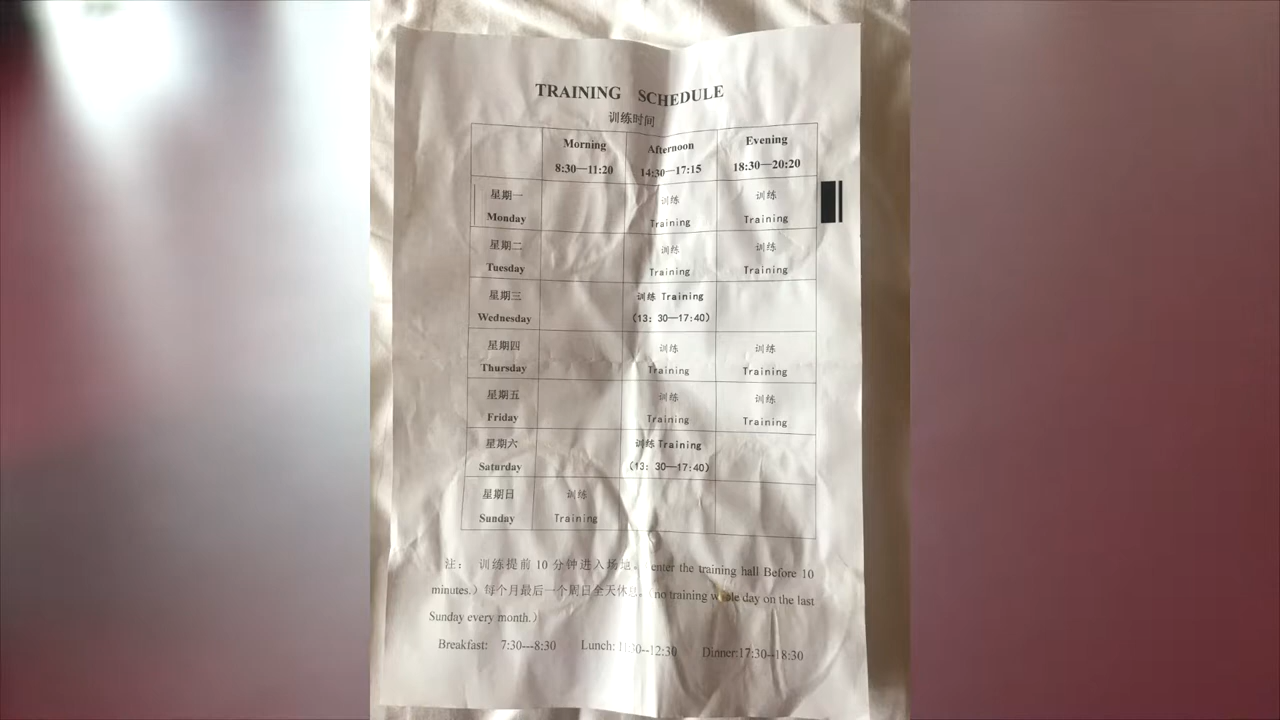 TRAINING SCHEDULE
训练时间
Morning Afternoon Evening
8:30—11:20 14:30—17:15 18:30—20:20
星期一 训练 训练
Monday Training Training
星期二 训练 训练
Tuesday Training Training
星期三 训练 Training
Wednesday (13: 30—17:40)
星期四 训练 训练
Thursday Training Training
星期五 训练 训练
Friday Training Training
星期六 训练 Training
Saturday (13: 30—17:40)
星期日 训练
Sunday Training
注: 训练提前 10 分钟进入场地。 enter the training hall Before 10
minutes.) 每个月最后一个周日全天休息。(no training whole day on the last
Sunday every month.)
Breakfast: 7:30---8:30 Lunch: 11:30--12:30 Dinner:17:30--18:30